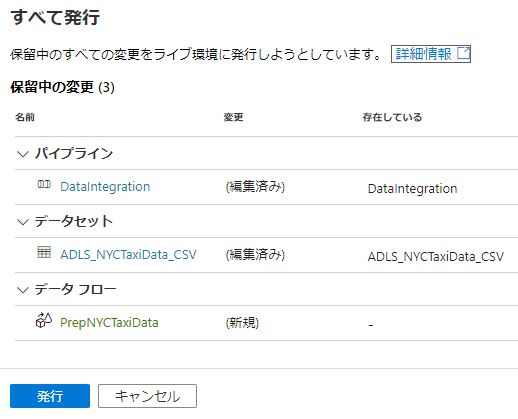 すべて発行
保留中のすべての変更をライブ環境に発行しようとしています。 詳細情報
保留中の変更 (3)
名前 変更 存在している
パイプライン
DataIntegration (編集済み) DataIntegration
データセット
ADLS_NYCTaxiData_CSV (編集済み) ADLS_NYCTaxiData_CSV
データ フロー
PrepNYCTaxiData (新規) -
発行 キャンセル